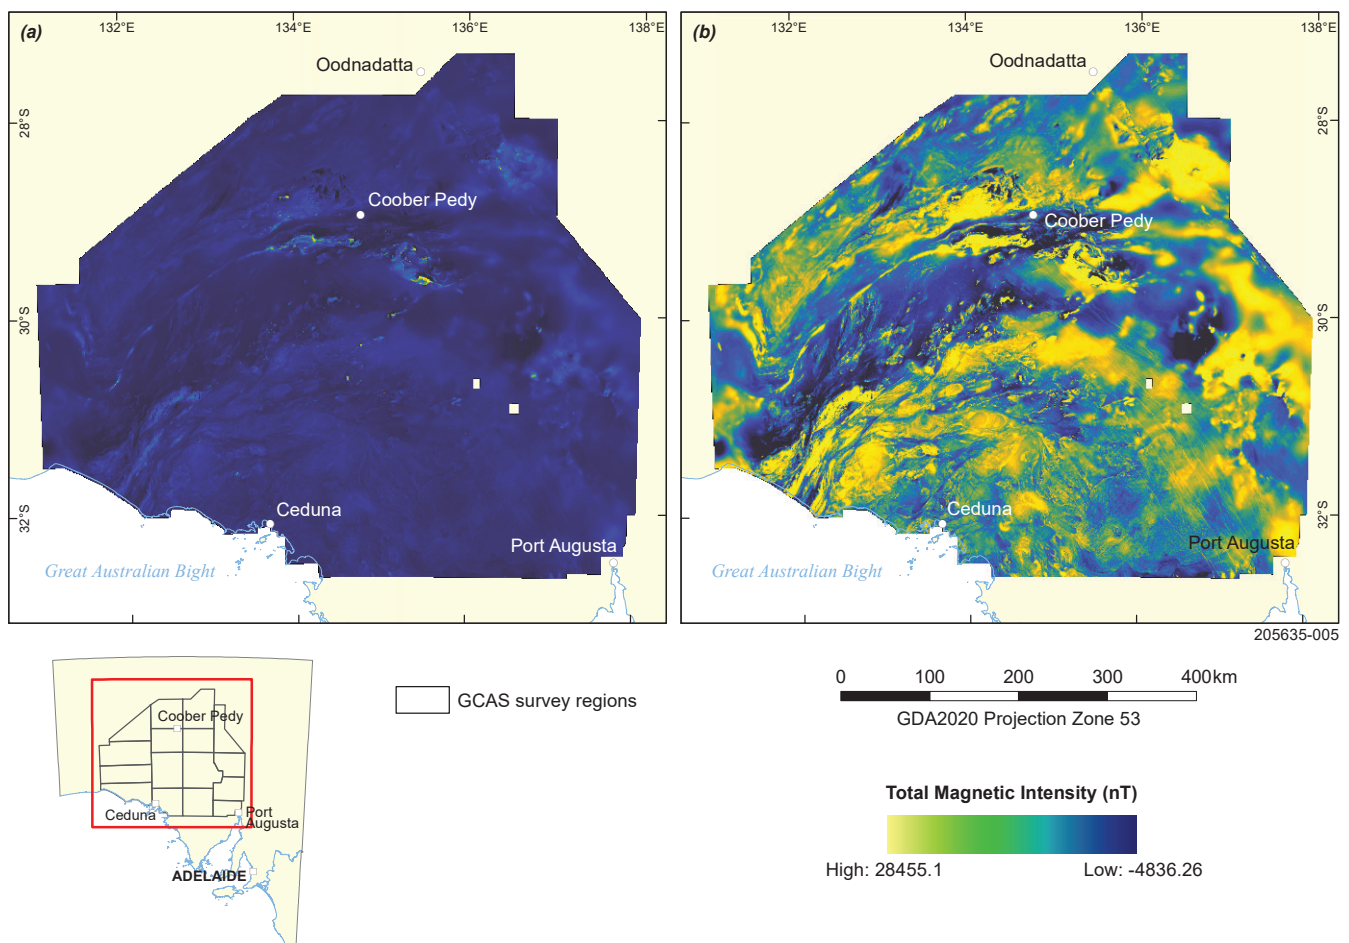 (a)
132°E
134°E
136°E
138°E
28°S
30°S
32°S
Oodnadatta
Coober Pedy
Ceduna
Port Augusta
Great Australian Bight
(b)
132°E
134°E
136°E
138°E
28°S
30°S
32°S
Oodnadatta
Coober Pedy
Ceduna
Port Augusta
Great Australian Bight
205635-005
Coober Pedy
Ceduna
Port
Augusta
ADELAIDE
GCAS survey regions
0 100 200 300 400km
GDA2020 Projection Zone 53
Total Magnetic Intensity (nT)
High: 28455.1 Low: -4836.26